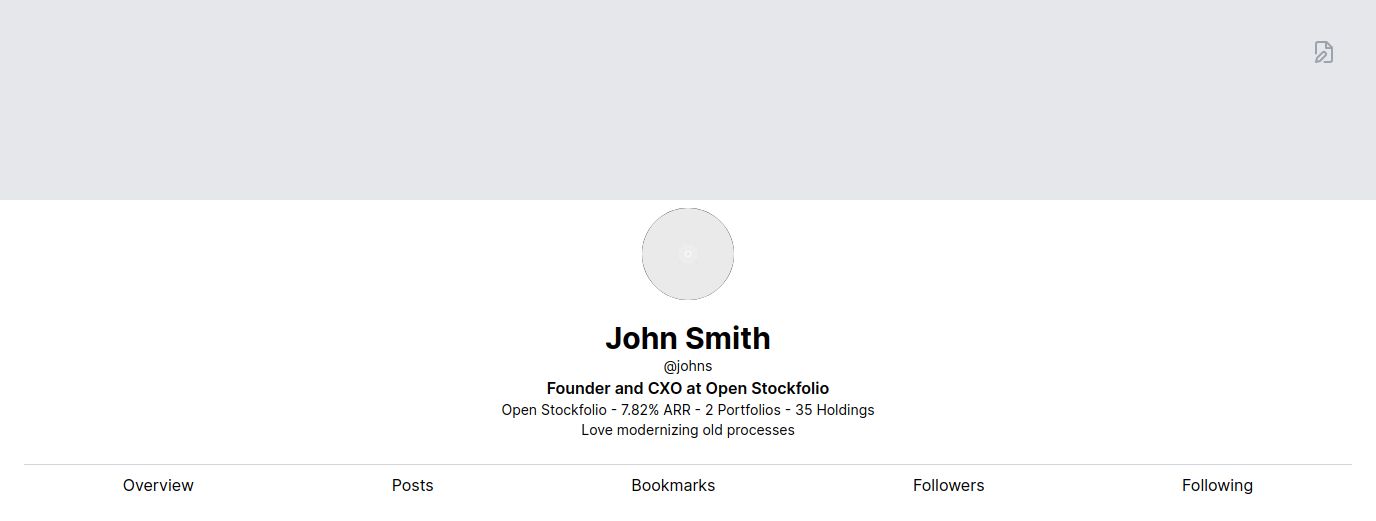 John Smith
@johns
Founder and CXO at Open Stockfolio
Open Stockfolio - 7.82% ARR - 2 Portfolios - 35 Holdings
Love modernizing old processes
Overview Posts Bookmarks Followers Following